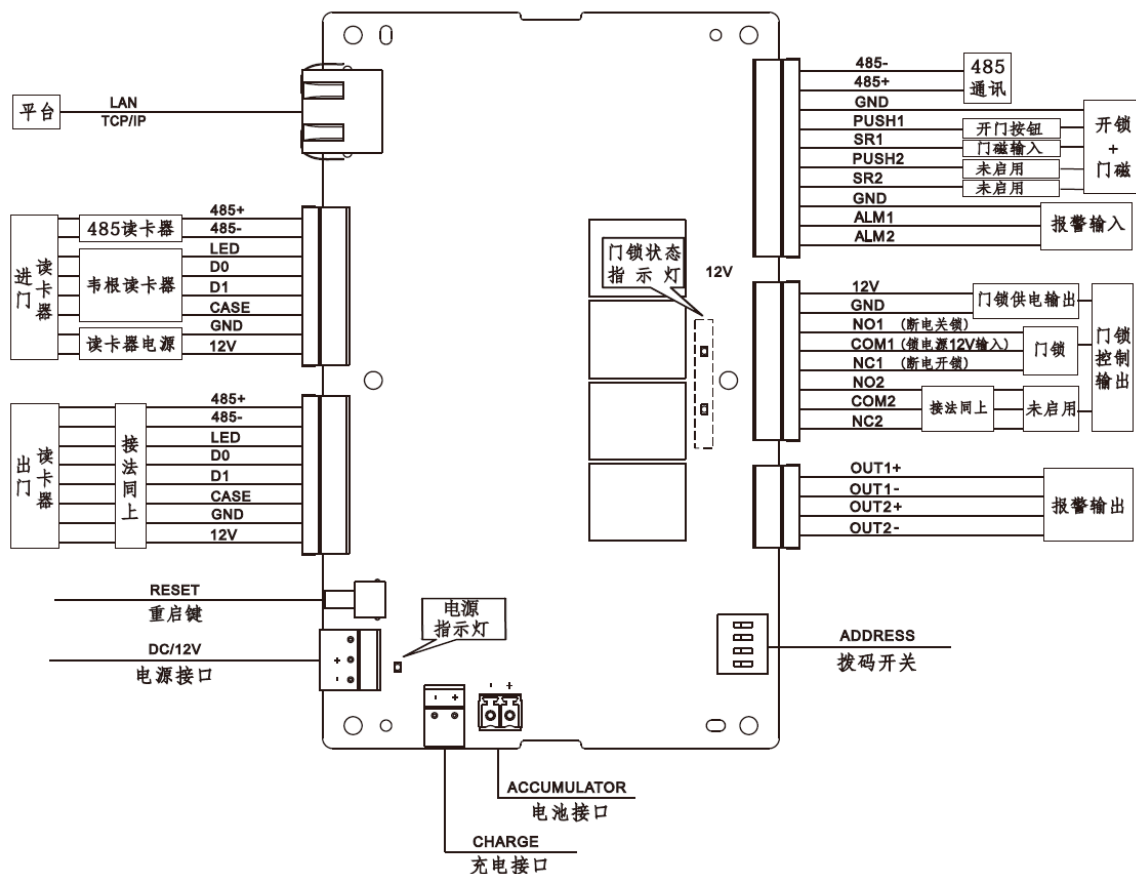 平台
LAN
TCP/IP
进门
读卡器
485读卡器
韦根读卡器
读卡器电源
485+
485-
LED
D0
D1
CASE
GND
12V
出门
读卡器
接法同上
485+
485-
LED
D0
D1
CASE
GND
12V
RESET
重启键
DC/12V
电源接口
+
-
电源
指示灯
- +
- +
ACCUMULATOR
电池接口
CHARGE
充电接口
门锁状态
指示灯
12V
485-
485+
GND
PUSH1
SR1
PUSH2
SR2
GND
ALM1
ALM2
485
通讯
开门按钮
门磁输入
未启用
未启用
开锁
+
门磁
报警输入
12V
GND
NO1 (断电关锁)
COM1 (锁电源12V输入)
NC1 (断电开锁)
NO2
COM2
NC2
门锁供电输出
门锁
接法同上
未启用
门锁
控制
输出
OUT1+
OUT1-
OUT2+
OUT2-
报警输出
ADDRESS
拨码开关